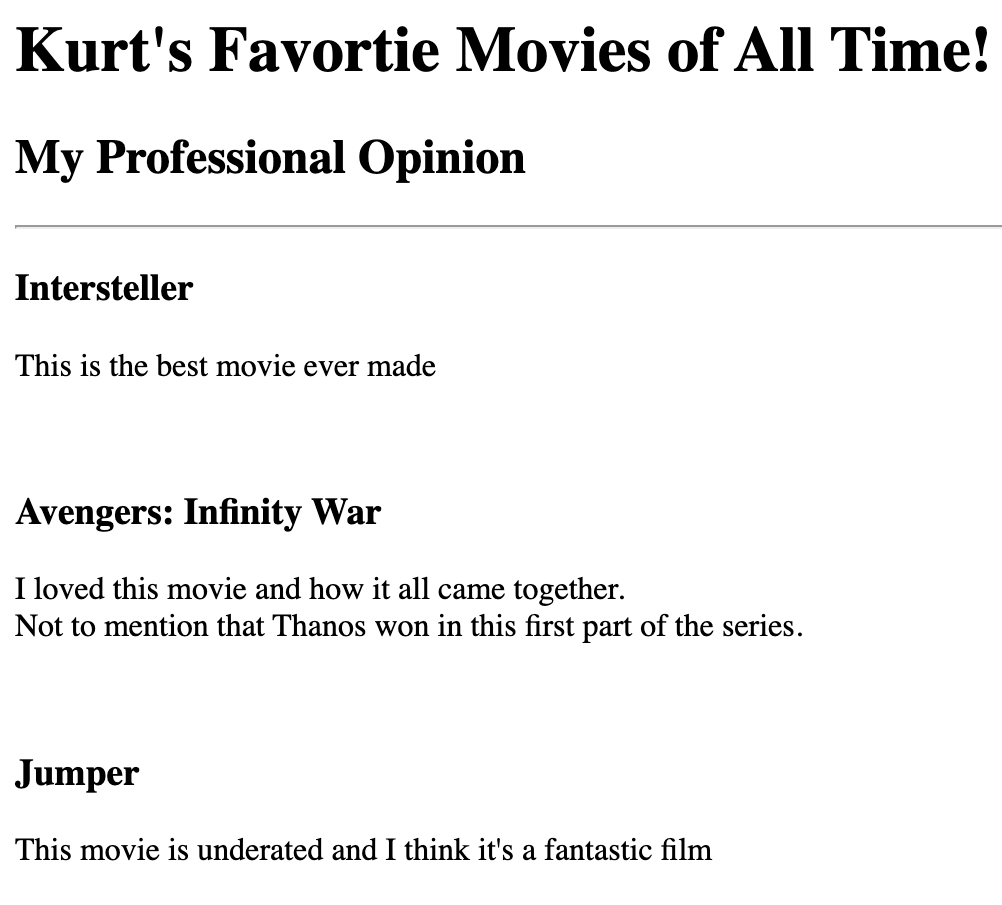 Kurt's Favortie Movies of All Time!
My Professional Opinion
Intersteller
This is the best movie ever made
Avengers: Infinity War
I loved this movie and how it all came together.
Not to mention that Thanos won in this first part of the series.
Jumper
This movie is underated and I think it's a fantastic film